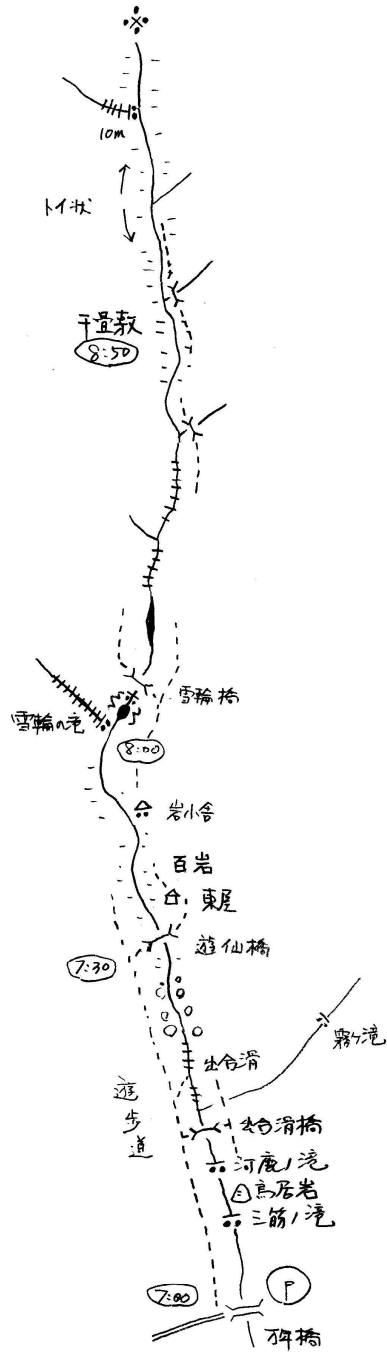 10m
トイ状
千畳敷
8:50
雪輪橋
雪輪の滝
8:00
岩小舎
百岩
東屋
遊仙橋
7:30
霧ヶ滝
出合滑
遊歩道
出合滑橋
河鹿ノ滝
鳥居岩
三筋ノ滝
7:00
P